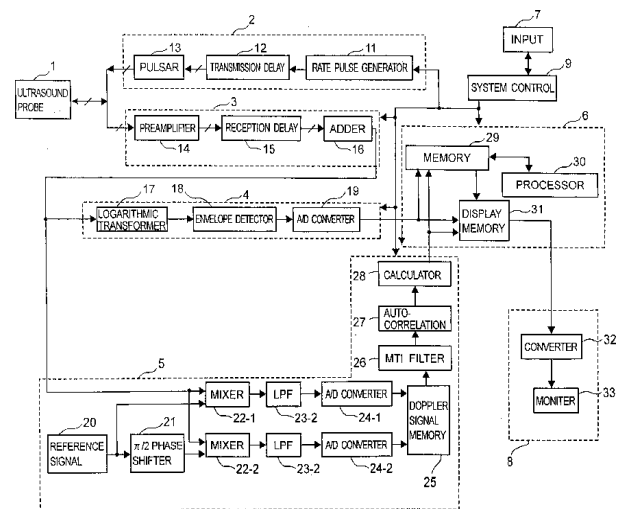 2
7
INPUT
13
12
11
PULSAR
TRANSMISSION DELAY
RATE PULSE GENERATOR
1
ULTRASOUND
PROBE
9
SYSTEM CONTROL
3
6
PREAMPLIFIER
RECEPTION DELAY
ADDER
14
15
16
29
MEMORY
30
PROCESSOR
17
18
4
19
LOGARITHMIC
TRANSFORMER
ENVELOPE DETECTOR
A/D CONVERTER
31
DISPLAY
MEMORY
28
CALCULATOR
27
AUTO-
CORRELATION
26
MTI FILTER
32
CONVERTER
MONITER
33
8
5
MIXER
LPF
A/D CONVERTER
22-1
23-2
24-1
DOPPLER
SIGNAL
MEMORY
25
20
21
REFERENCE
SIGNAL
π/2 PHASE
SHIFTER
MIXER
LPF
A/D CONVERTER
22-2
23-2
24-2